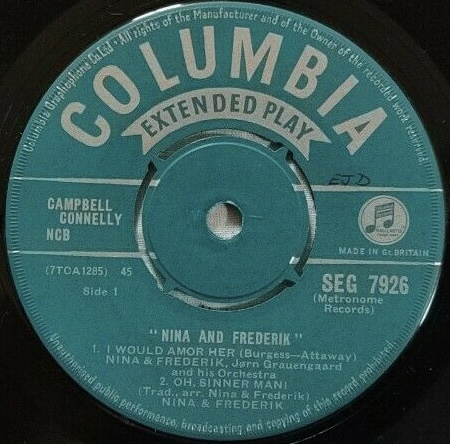 Columbia Graphophone Co Ltd · All rights of the Manufacturer and of the Owner of the recorded work reserved.
COLUMBIA
EXTENDED PLAY
EJD
CAMPBELL
CONNELLY
NCB
MADE IN GT. BRITAIN
(7TCA1285) 45
Side 1
SEG 7926
(Metronome
Records)
"NINA AND FREDERIK"
1. I WOULD AMOR HER (Burgess—Attaway)
NINA & FREDERIK, Jørn Grauengaard
and his Orchestra
2. OH, SINNER MAN!
(Trad., arr. Nina & Frederik)
NINA & FREDERIK
Unauthorised public performance, broadcasting and copying of this record prohibited.